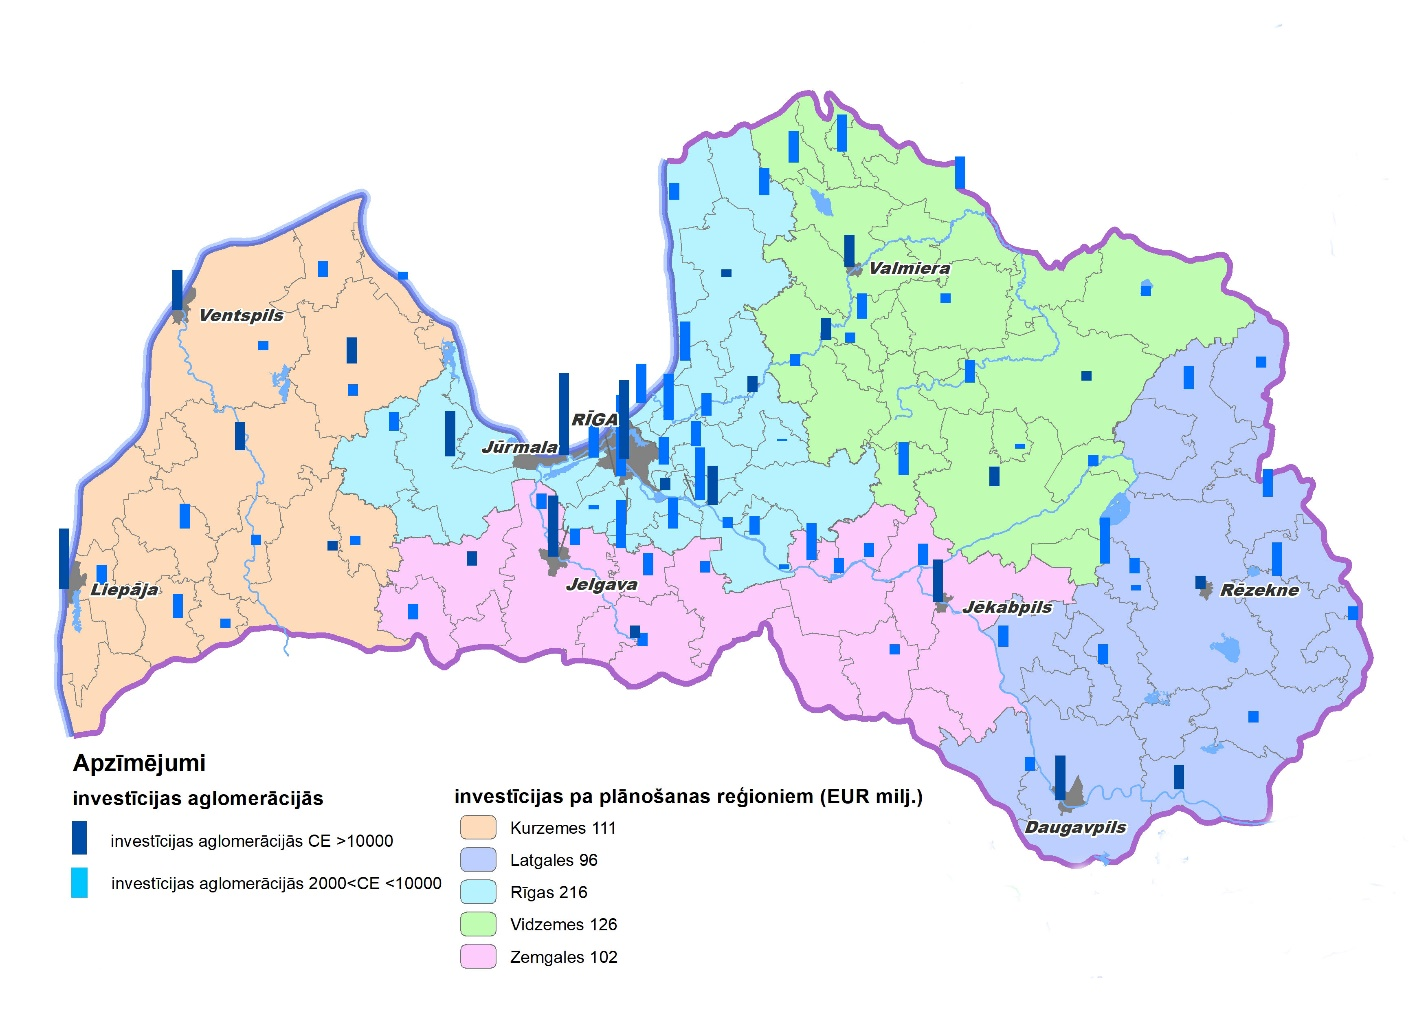 Valmiera
Ventspils
RĪGA
Jūrmala
Jelgava
Liepāja
Rēzekne
Jēkabpils
Daugavpils
Apzīmējumi
investīcijas aglomerācijās
investīcijas aglomerācijās CE >10000
investīcijas aglomerācijās 2000<CE <10000
investīcijas pa plānošanas reģioniem (EUR milj.)
Kurzemes 111
Latgales 96
Rīgas 216
Vidzemes 126
Zemgales 102